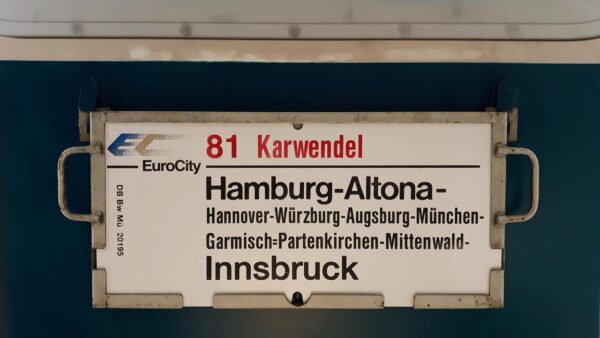 EC
EuroCity
81 Karwendel
Hamburg-Altona-
Hannover-Würzburg-Augsburg-München-
Garmisch=Partenkirchen-Mittenwald-
Innsbruck
DB Bw Mü 20195